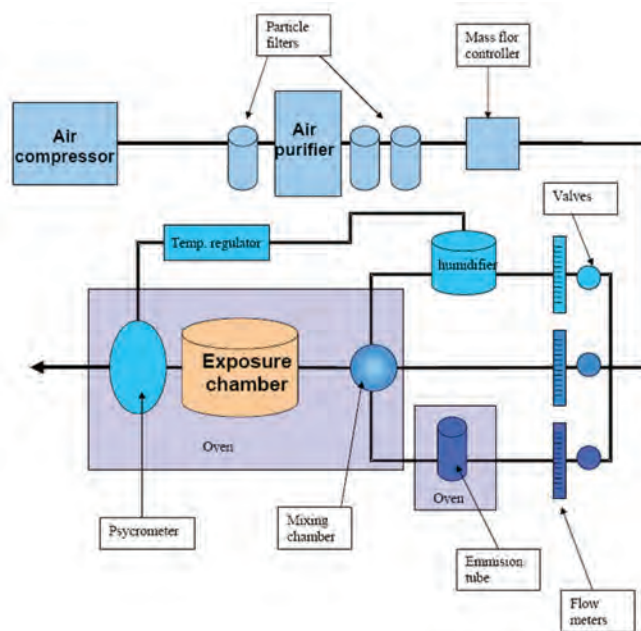 Particle
filters
Mass flor
controller
Air
compressor
Air
purifier
Valves
Temp. regulator
humidifier
Exposure
chamber
Oven
Oven
Psycrometer
Mixing
chamber
Emmision
tube
Flow
meters